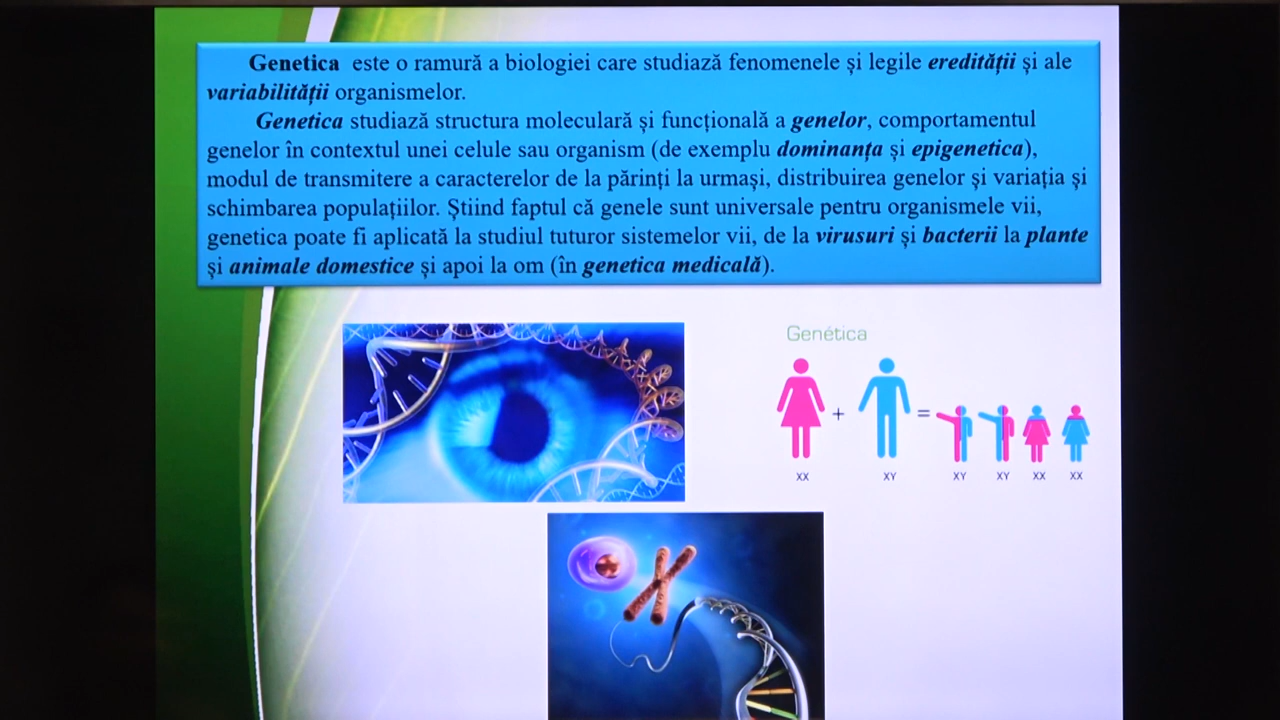 Genetica este o ramură a biologiei care studiază fenomenele și legile eredității și ale
variabilității organismelor.
Genetica studiază structura moleculară și funcțională a genelor, comportamentul
genelor în contextul unei celule sau organism (de exemplu dominanța și epigenetica),
modul de transmitere a caracterelor de la părinți la urmași, distribuirea genelor și variația și
schimbarea populațiilor. Știind faptul că genele sunt universale pentru organismele vii,
genetica poate fi aplicată la studiul tuturor sistemelor vii, de la virusuri și bacterii la plante
și animale domestice și apoi la om (în genetica medicală).
Genética
+ =
XX XY XY XY XX XX